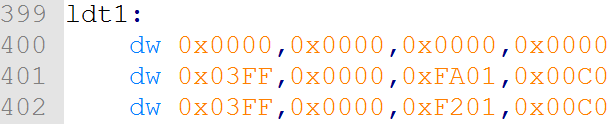 399 ldt1:
400     dw 0x0000,0x0000,0x0000,0x0000
401     dw 0x03FF,0x0000,0xFA01,0x00C0
402     dw 0x03FF,0x0000,0xF201,0x00C0